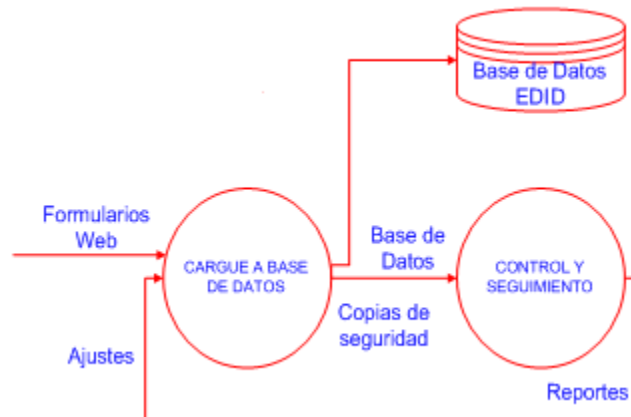 Base de Datos
EDID
Formularios
Web
CARGUE A BASE
DE DATOS
Base de
Datos
CONTROL Y
SEGUIMIENTO
Copias de
seguridad
Ajustes
Reportes